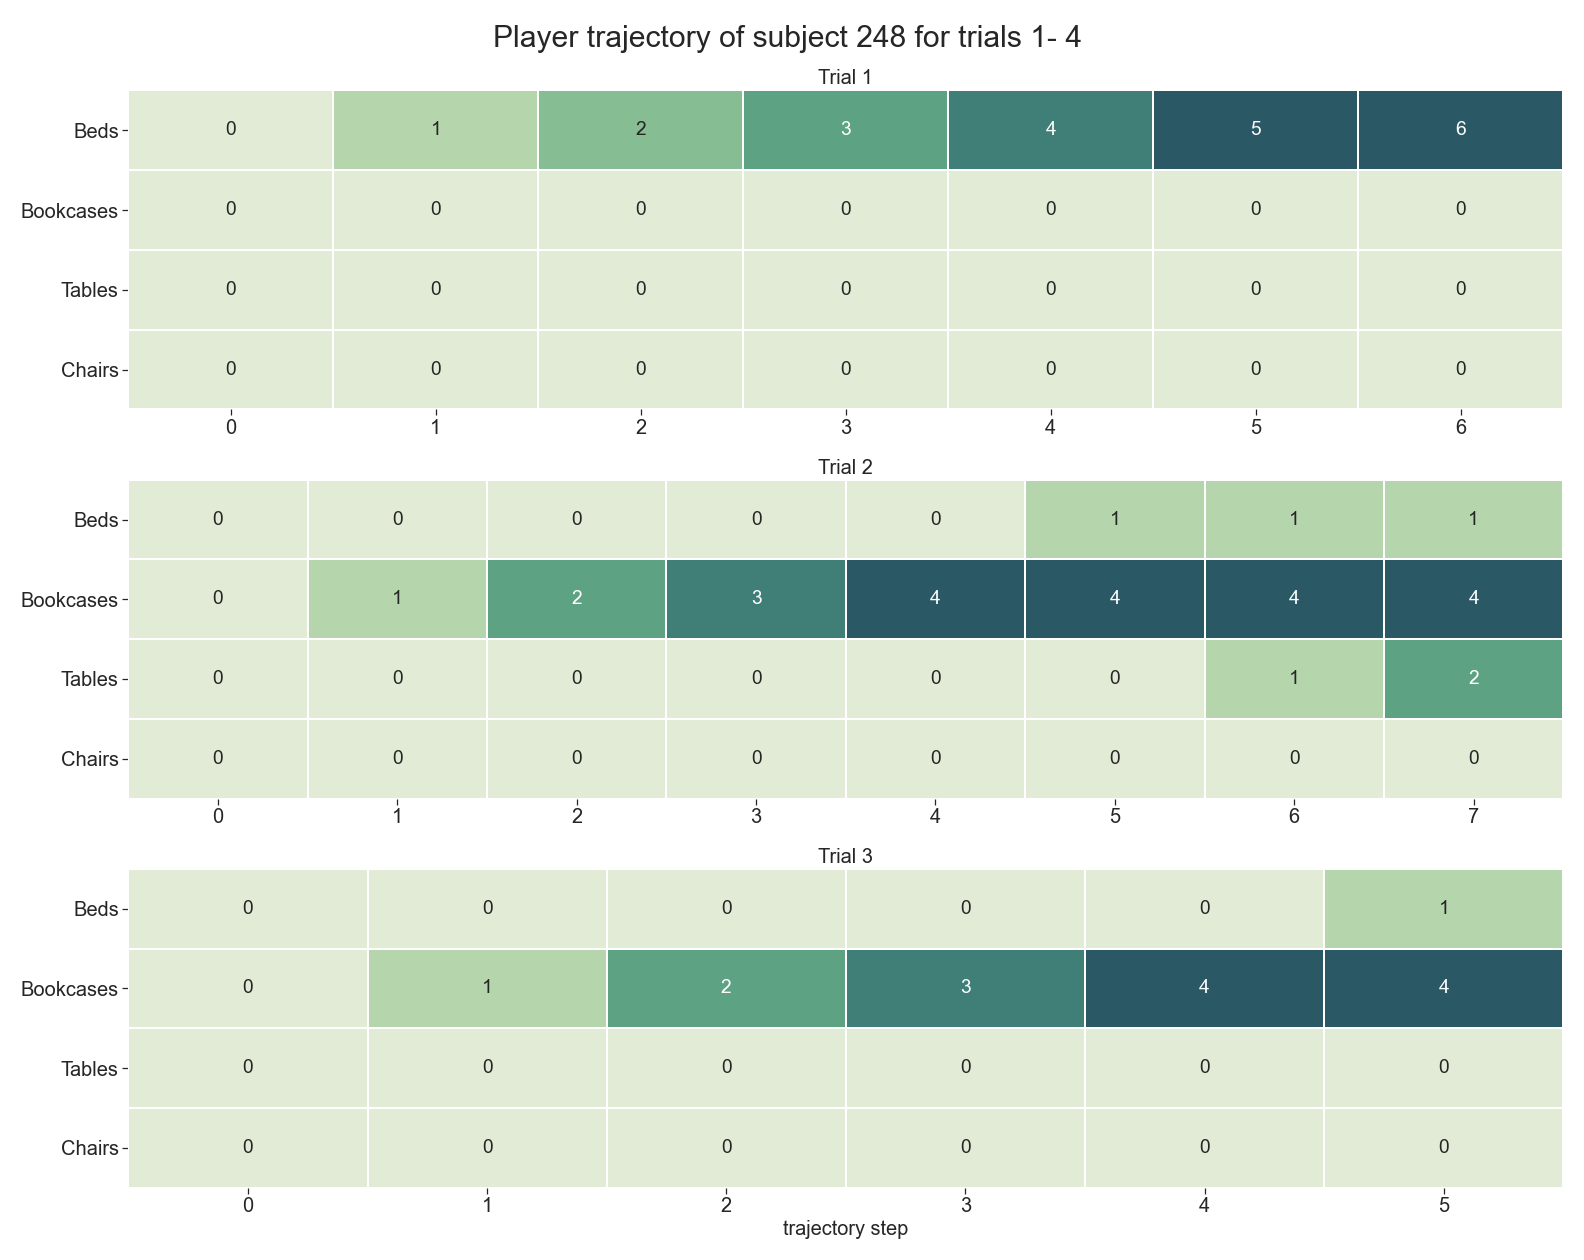 Player trajectory of subject 248 for trials 1- 4
Trial 1
Beds 0 1 2 3 4 5 6
Bookcases 0 0 0 0 0 0 0
Tables 0 0 0 0 0 0 0
Chairs 0 0 0 0 0 0 0
0 1 2 3 4 5 6
Trial 2
Beds 0 0 0 0 0 1 1 1
Bookcases 0 1 2 3 4 4 4 4
Tables 0 0 0 0 0 0 1 2
Chairs 0 0 0 0 0 0 0 0
0 1 2 3 4 5 6 7
Trial 3
Beds 0 0 0 0 0 1
Bookcases 0 1 2 3 4 4
Tables 0 0 0 0 0 0
Chairs 0 0 0 0 0 0
0 1 2 3 4 5
trajectory step